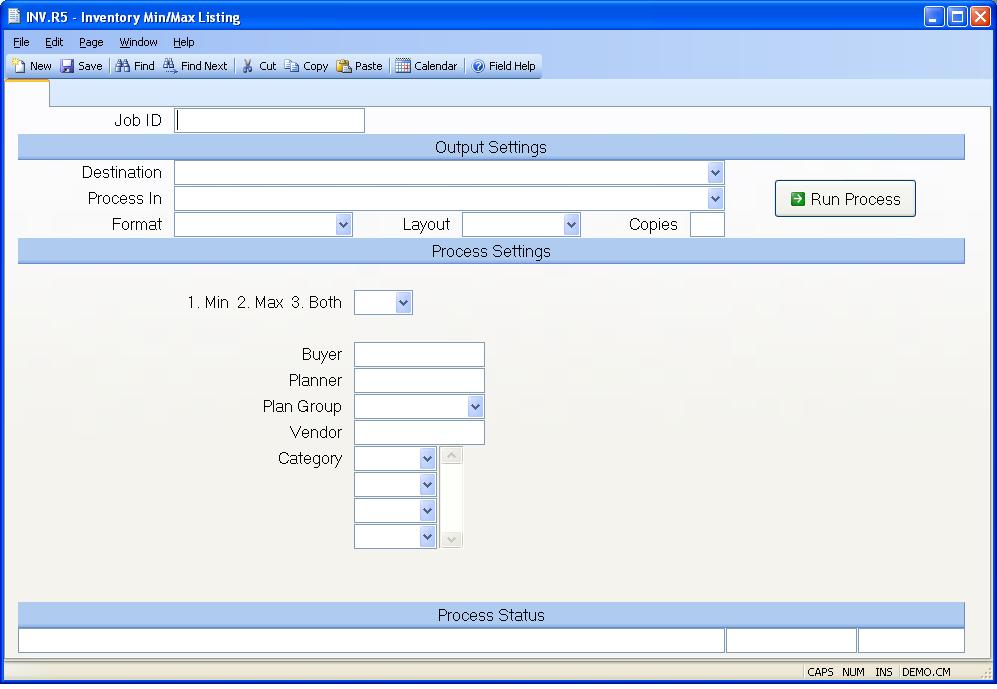 INV.R5 - Inventory Min/Max Listing
File Edit Page Window Help
New Save Find Find Next Cut Copy Paste Calendar Field Help
Job ID
Output Settings
Destination
Process In
Run Process
Format Layout Copies
Process Settings
1. Min 2. Max 3. Both
Buyer
Planner
Plan Group
Vendor
Category
Process Status
CAPS NUM INS DEMO.CM